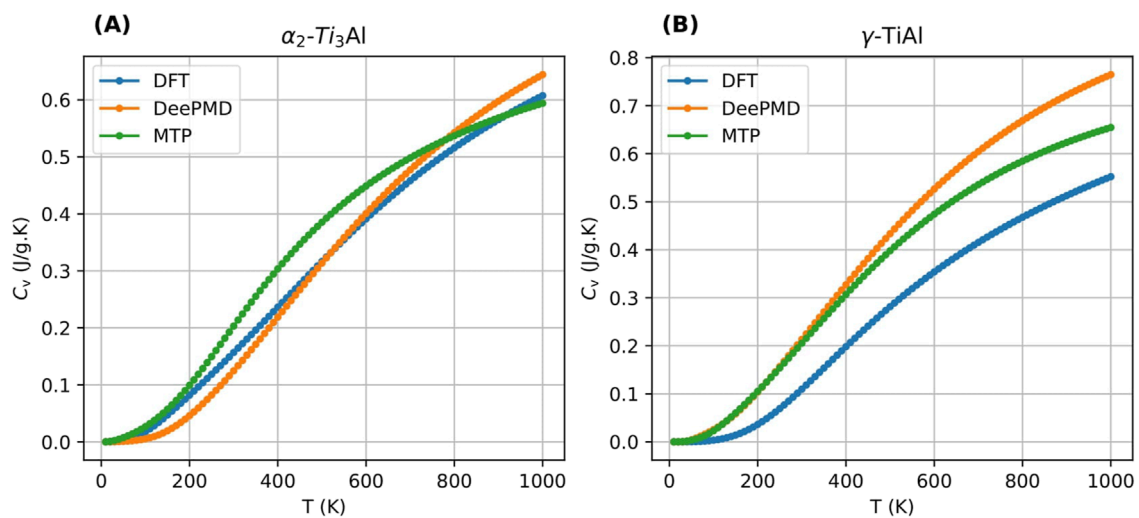 (A)
α₂-Ti₃Al
DFT
DeePMD
MTP
0.6
0.5
0.4
0.3
0.2
0.1
0.0
Cᵥ (J/g.K)
0 200 400 600 800 1000
T (K)
(B)
γ-TiAl
DFT
DeePMD
MTP
0.8
0.7
0.6
0.5
0.4
0.3
0.2
0.1
0.0
Cᵥ (J/g.K)
0 200 400 600 800 1000
T (K)